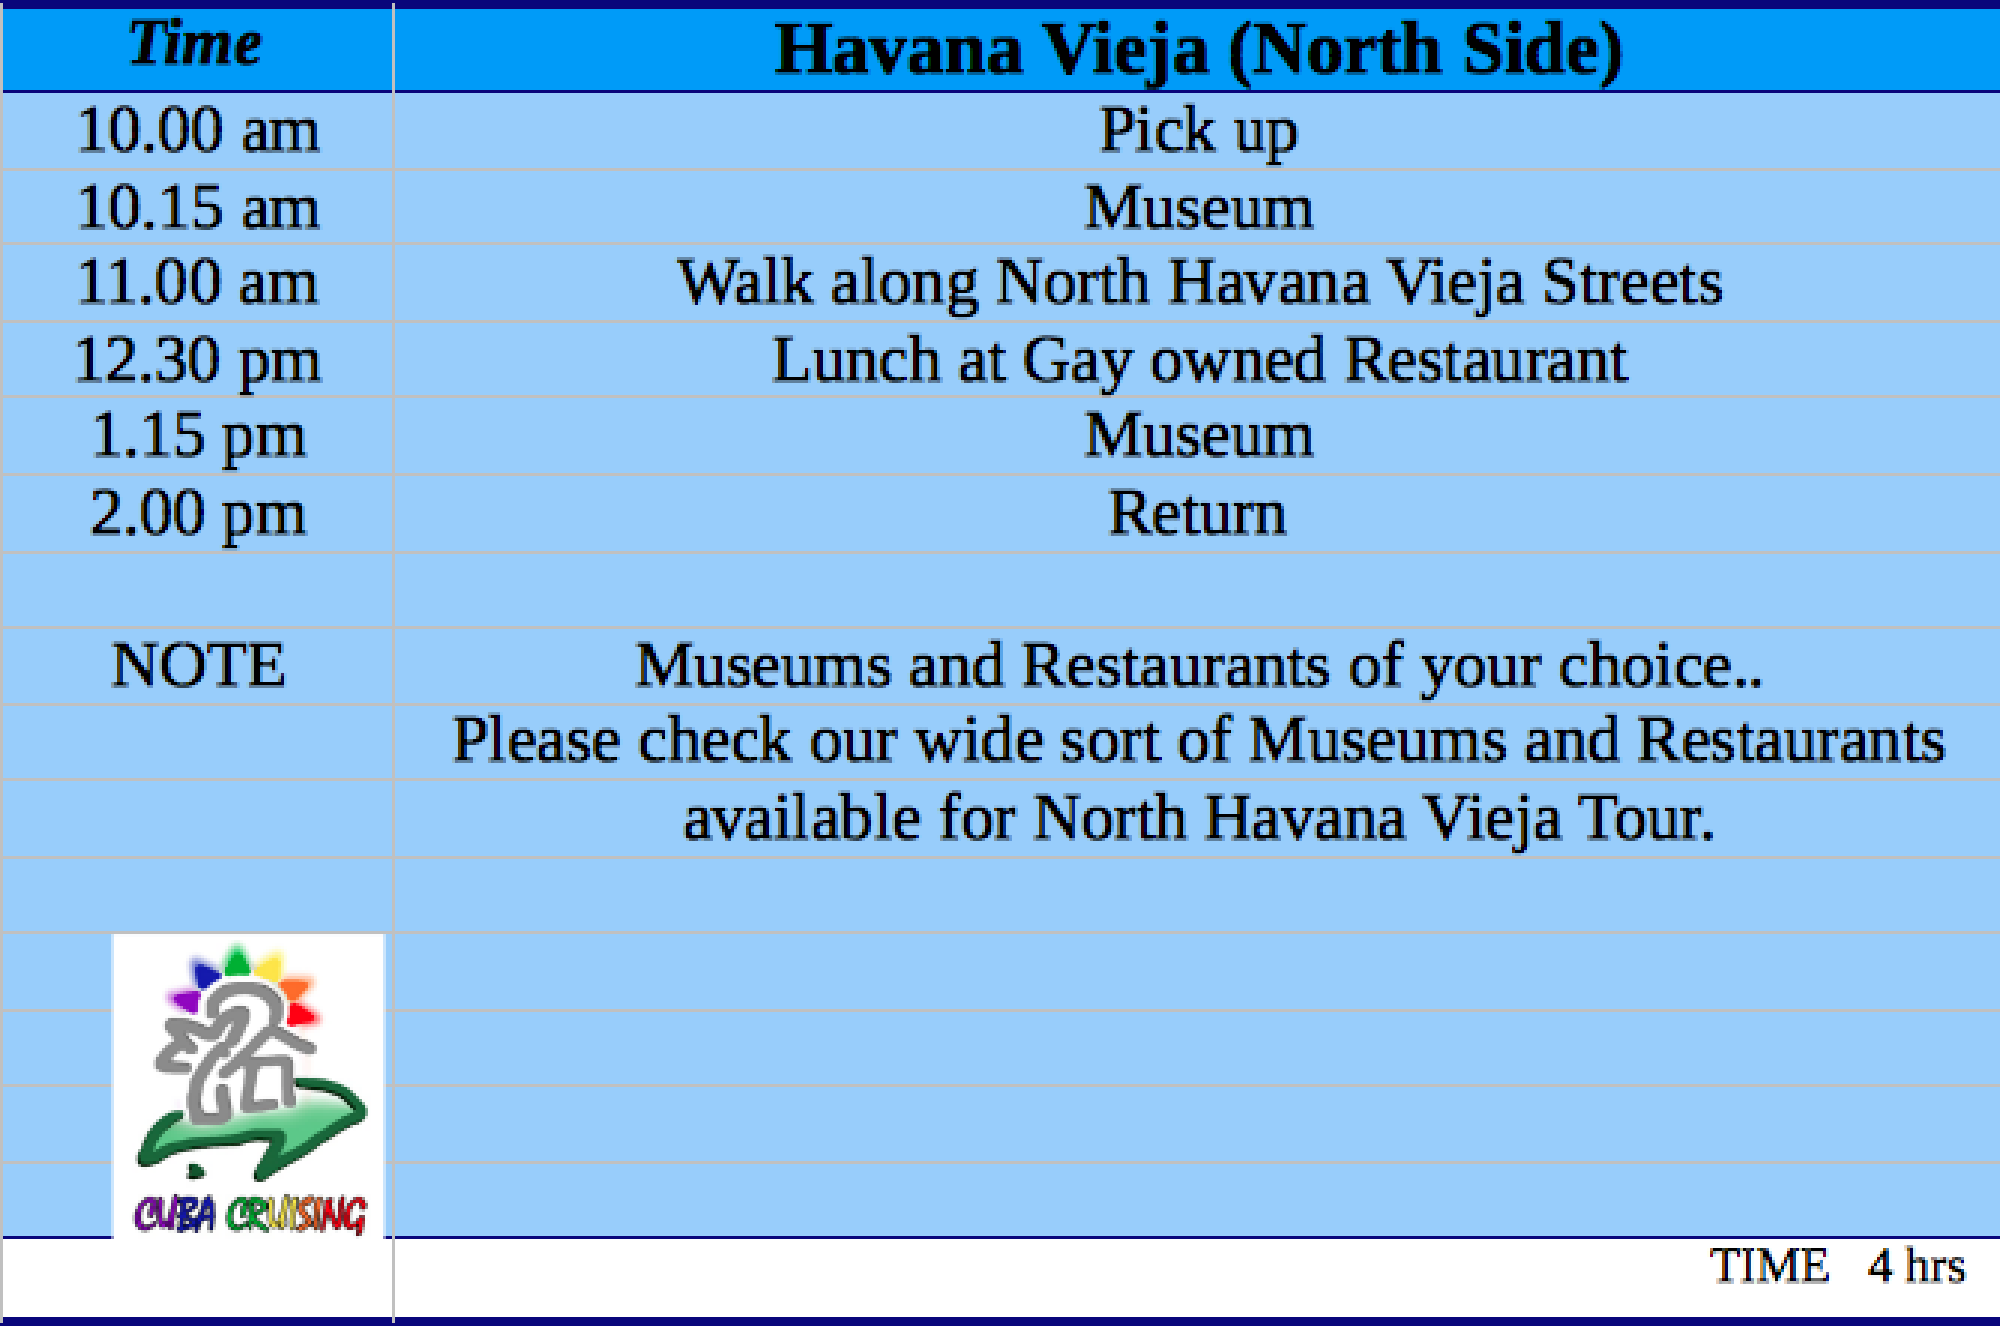 Time Havana Vieja (North Side)
10.00 am Pick up
10.15 am Museum
11.00 am Walk along North Havana Vieja Streets
12.30 pm Lunch at Gay owned Restaurant
1.15 pm Museum
2.00 pm Return
NOTE Museums and Restaurants of your choice..
Please check our wide sort of Museums and Restaurants
available for North Havana Vieja Tour.
CUBA CRUISING
TIME 4 hrs